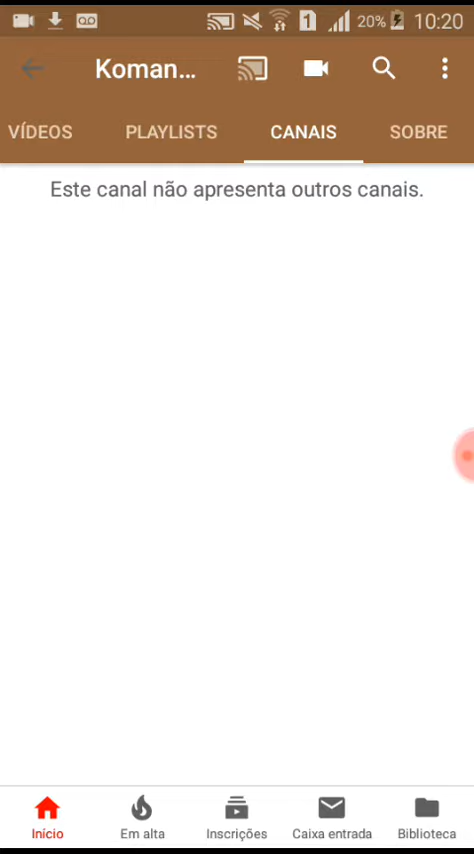 1 20% 10:20
Koman...
VÍDEOS PLAYLISTS CANAIS SOBRE
Este canal não apresenta outros canais.
Início Em alta Inscrições Caixa entrada Biblioteca